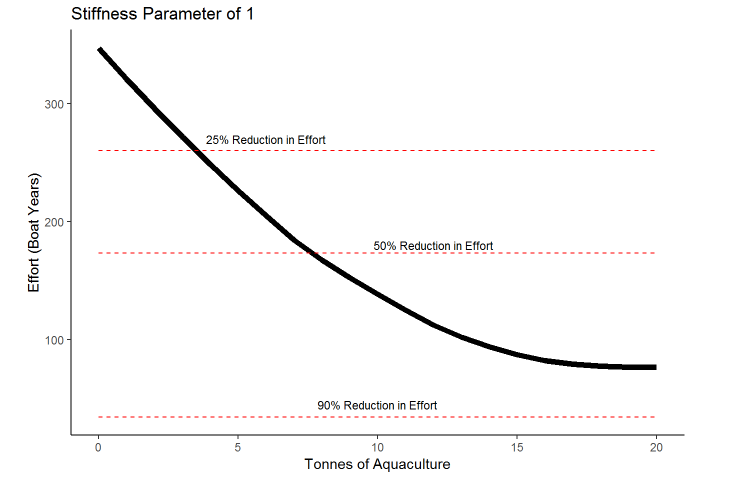 Stiffness Parameter of 1
Effort (Boat Years)
300
200
100
25% Reduction in Effort
50% Reduction in Effort
90% Reduction in Effort
0
5
10
15
20
Tonnes of Aquaculture